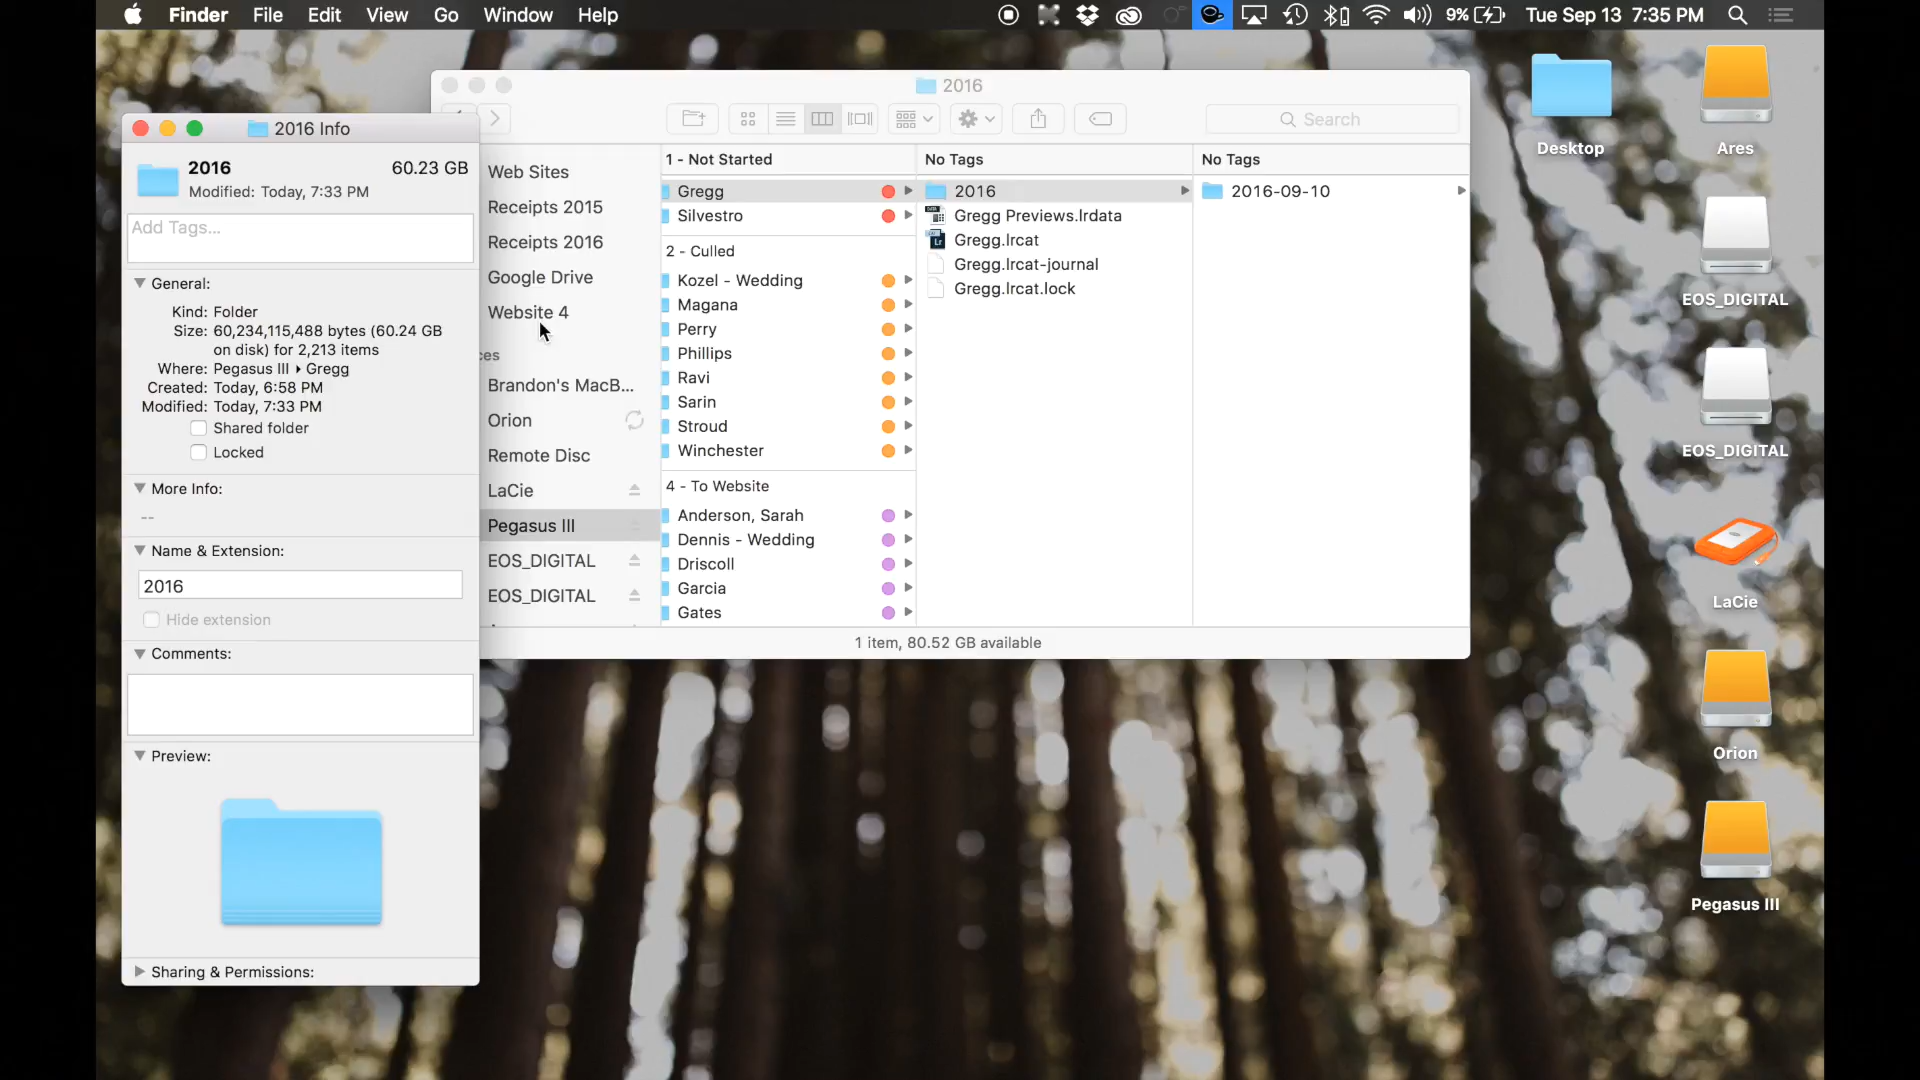 Finder File Edit View Go Window Help
9% Tue Sep 13 7:35 PM
2016 Info
2016 60.23 GB
Modified: Today, 7:33 PM
Add Tags...
General:
Kind: Folder
Size: 60,234,115,488 bytes (60.24 GB
on disk) for 2,213 items
Where: Pegasus III ▸ Gregg
Created: Today, 6:58 PM
Modified: Today, 7:33 PM
Shared folder
Locked
More Info:
--
Name & Extension:
2016
Hide extension
Comments:
Preview:
Sharing & Permissions:
2016
Search
Web Sites
Receipts 2015
Receipts 2016
Google Drive
Website 4
ces
Brandon's MacB...
Orion
Remote Disc
LaCie
Pegasus III
EOS_DIGITAL
EOS_DIGITAL
1 - Not Started
Gregg
Silvestro
2 - Culled
Kozel - Wedding
Magana
Perry
Phillips
Ravi
Sarin
Stroud
Winchester
4 - To Website
Anderson, Sarah
Dennis - Wedding
Driscoll
Garcia
Gates
No Tags
2016
Gregg Previews.lrdata
Gregg.lrcat
Gregg.lrcat-journal
Gregg.lrcat.lock
No Tags
2016-09-10
1 item, 80.52 GB available
Desktop
Ares
EOS_DIGITAL
EOS_DIGITAL
LaCie
Orion
Pegasus III